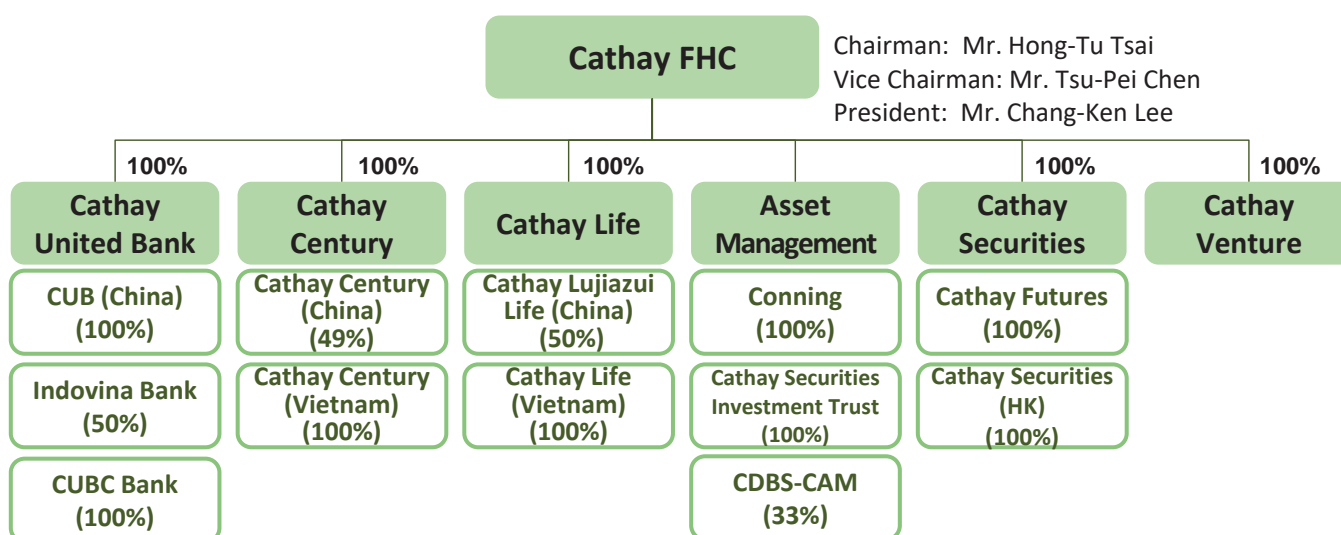 Cathay FHC
Chairman: Mr. Hong-Tu Tsai
Vice Chairman: Mr. Tsu-Pei Chen
President: Mr. Chang-Ken Lee
100%
100%
100%
100%
100%
Cathay
United Bank
Cathay
Century
Cathay Life
Asset
Management
Cathay
Securities
Cathay
Venture
CUB (China)
(100%)
Cathay Century
(China)
(49%)
Cathay Lujiazui
Life (China)
(50%)
Conning
(100%)
Cathay Futures
(100%)
Indovina Bank
(50%)
Cathay Century
(Vietnam)
(100%)
Cathay Life
(Vietnam)
(100%)
Cathay Securities
Investment Trust
(100%)
Cathay Securities
(HK)
(100%)
CUBC Bank
(100%)
CDBS-CAM
(33%)